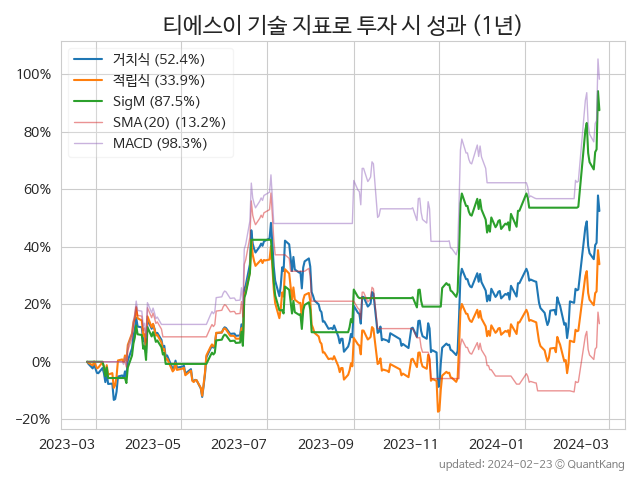 티에스이 기술 지표로 투자 시 성과 (1년)
거치식 (52.4%)
적립식 (33.9%)
SigM (87.5%)
SMA(20) (13.2%)
MACD (98.3%)
100%
80%
60%
40%
20%
0%
−20%
2023-03 2023-05 2023-07 2023-09 2023-11 2024-01 2024-03
updated: 2024-02-23 © QuantKang